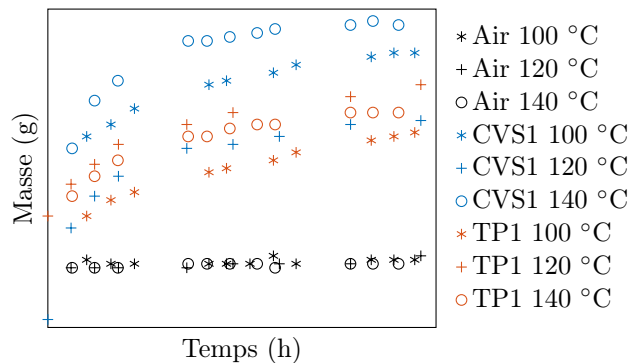 Masse (g)
Temps (h)
Air 100 °C
Air 120 °C
Air 140 °C
CVS1 100 °C
CVS1 120 °C
CVS1 140 °C
TP1 100 °C
TP1 120 °C
TP1 140 °C